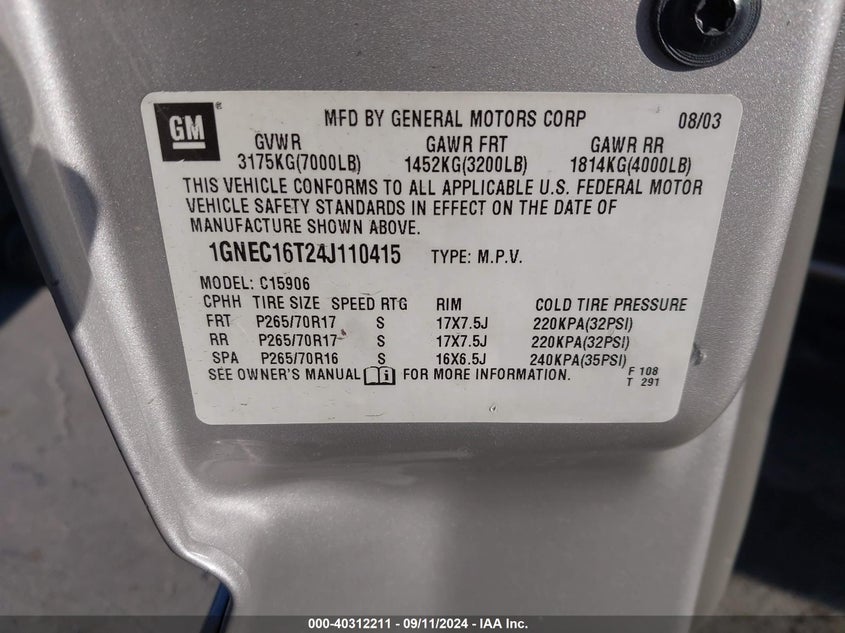 GM ®
MFD BY GENERAL MOTORS CORP 08/03
GVWR GAWR FRT GAWR RR
3175KG(7000LB) 1452KG(3200LB) 1814KG(4000LB)
THIS VEHICLE CONFORMS TO ALL APPLICABLE U.S. FEDERAL MOTOR
VEHICLE SAFETY STANDARDS IN EFFECT ON THE DATE OF
MANUFACTURE SHOWN ABOVE.
1GNEC16T24J110415 TYPE: M.P.V.
MODEL: C15906
CPHH TIRE SIZE SPEED RTG RIM COLD TIRE PRESSURE
FRT P265/70R17 S 17X7.5J 220KPA(32PSI)
RR P265/70R17 S 17X7.5J 220KPA(32PSI)
SPA P265/70R16 S 16X6.5J 240KPA(35PSI)
SEE OWNER'S MANUAL i FOR MORE INFORMATION. F 108
T 291
000-40312211 - 09/11/2024 - IAA Inc.